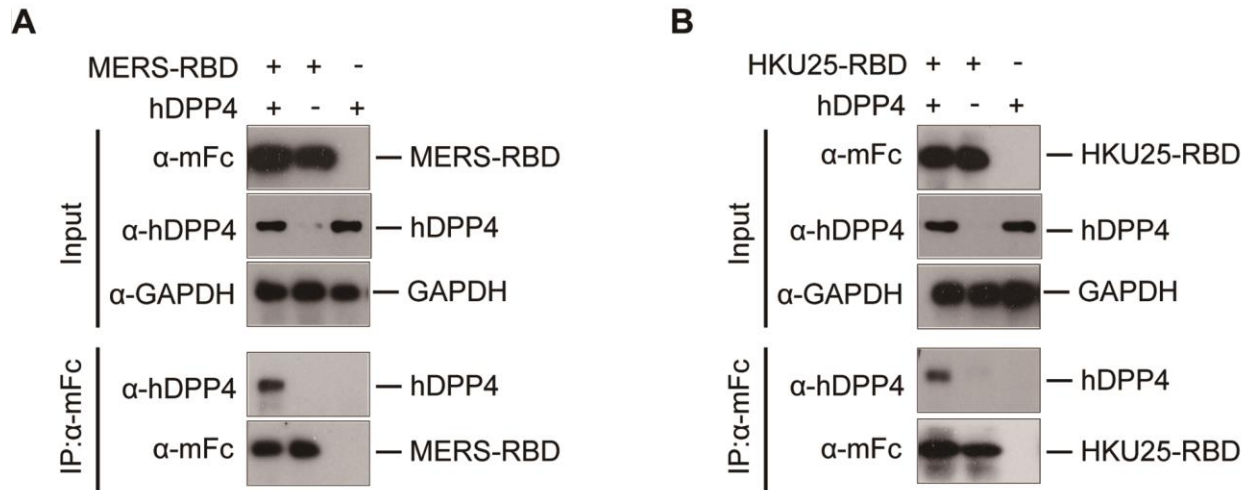 A
MERS-RBD + + -
hDPP4 + - +
Input
α-mFc — MERS-RBD
α-hDPP4 — hDPP4
α-GAPDH — GAPDH
IP:α-mFc
α-hDPP4 — hDPP4
α-mFc — MERS-RBD
B
HKU25-RBD + + -
hDPP4 + - +
Input
α-mFc — HKU25-RBD
α-hDPP4 — hDPP4
α-GAPDH — GAPDH
IP:α-mFc
α-hDPP4 — hDPP4
α-mFc — HKU25-RBD